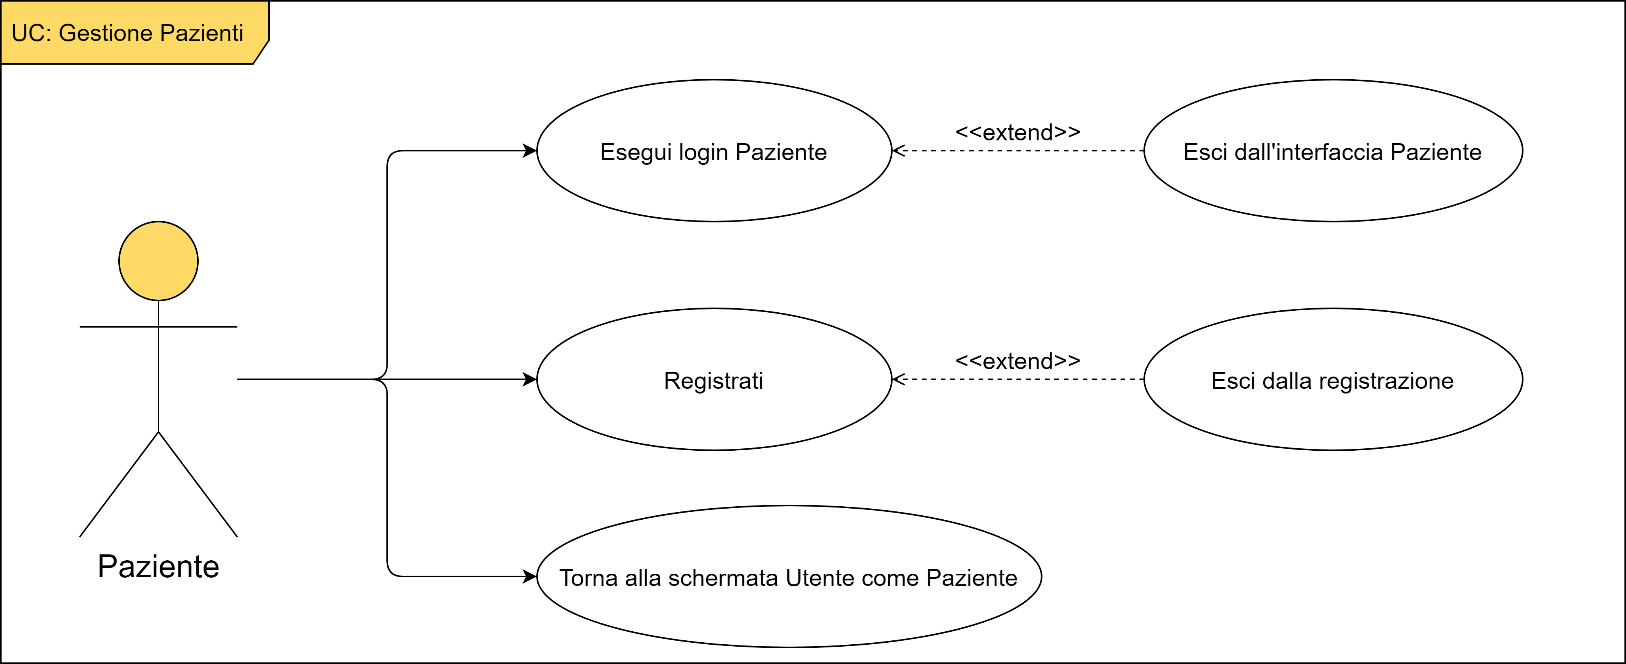 UC: Gestione Pazienti
Esegui login Paziente
<<extend>>
Esci dall'interfaccia Paziente
Registrati
<<extend>>
Esci dalla registrazione
Paziente
Torna alla schermata Utente come Paziente